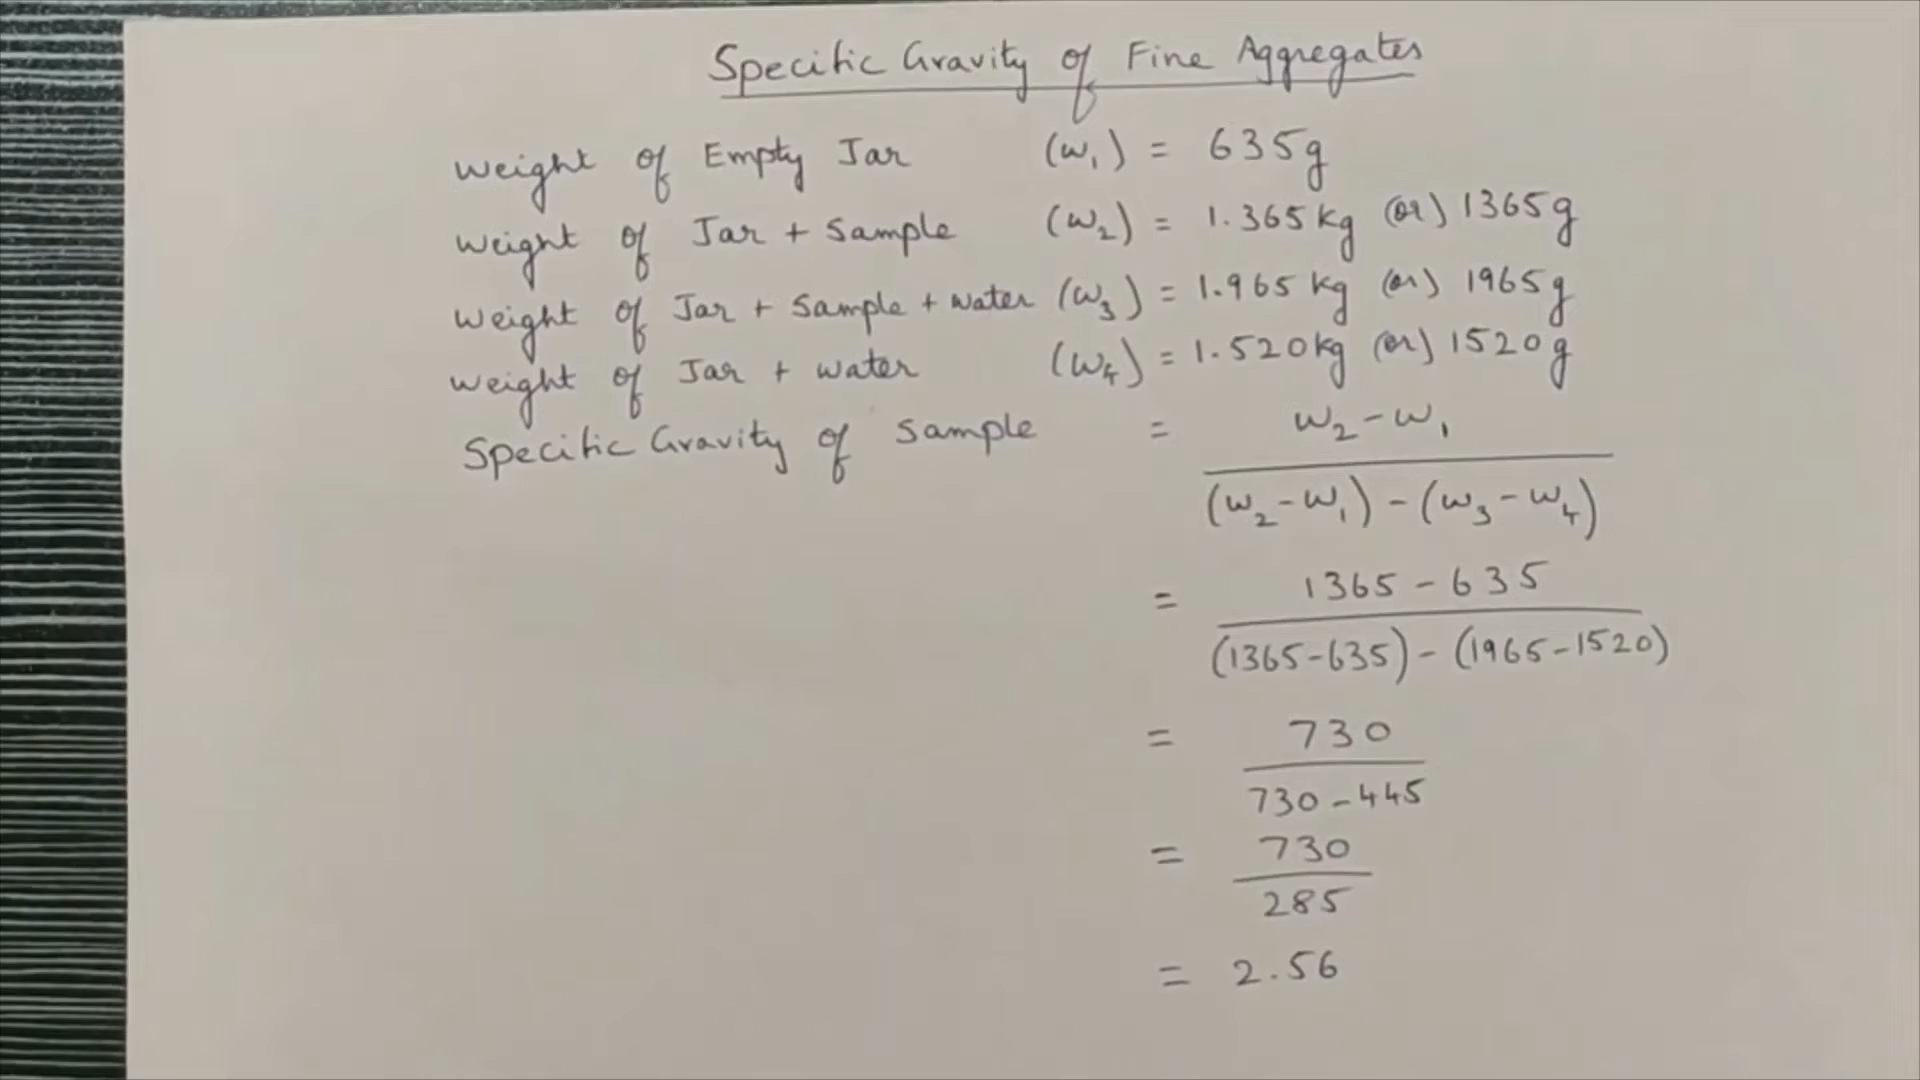 Specific Gravity of Fine Aggregates
Weight of Empty Jar (W₁) = 635g
Weight of Jar + Sample (W₂) = 1.365 kg (or) 1365g
Weight of Jar + Sample + Water (W₃) = 1.965 kg (or) 1965g
Weight of Jar + Water (W₄) = 1.520kg (or) 1520g
Specific Gravity of Sample = W₂ - W₁
(W₂ - W₁) - (W₃ - W₄)
= 1365 - 635
(1365-635) - (1965-1520)
= 730
730 - 445
= 730
285
= 2.56